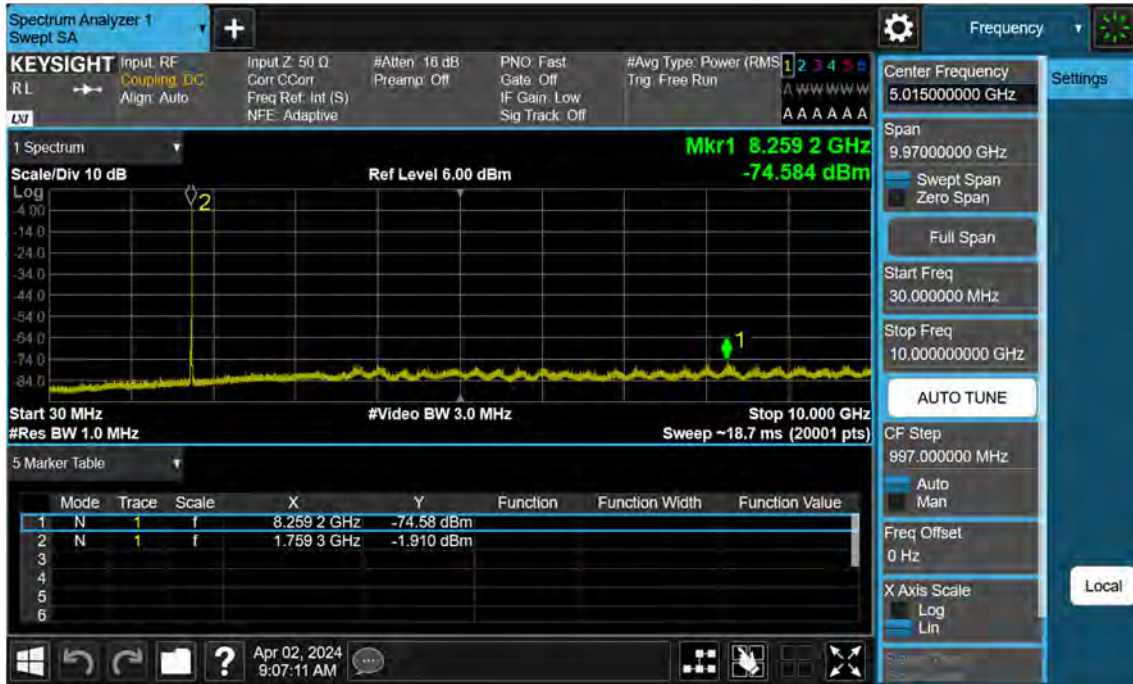 Spectrum Analyzer 1
Swept SA
+
Frequency
KEYSIGHT
RL
LXI
Input: RF
Coupling: DC
Align: Auto
Input Z: 50 Ω
Corr CCorr
Freq Ref: Int (S)
NFE: Adaptive
#Atten: 16 dB
Preamp: Off
PNO: Fast
Gate: Off
IF Gain: Low
Sig Track: Off
#Avg Type: Power (RMS
Trig: Free Run
1 2 3 4 5 6
A W W W W W
A A A A A A
1 Spectrum
Scale/Div 10 dB
Ref Level 6.00 dBm
Mkr1 8.259 2 GHz
-74.584 dBm
Log
-4.00
-14.0
-24.0
-34.0
-44.0
-54.0
-64.0
-74.0
-84.0
2
1
Start 30 MHz
#Video BW 3.0 MHz
Stop 10.000 GHz
#Res BW 1.0 MHz
Sweep ~18.7 ms (20001 pts)
5 Marker Table
Mode Trace Scale X Y Function Function Width Function Value
1 N 1 f 8.259 2 GHz -74.58 dBm
2 N 1 f 1.759 3 GHz -1.910 dBm
3
4
5
6
?
Apr 02, 2024
9:07:11 AM
Center Frequency
5.015000000 GHz
Span
9.97000000 GHz
Swept Span
Zero Span
Full Span
Start Freq
30.000000 MHz
Stop Freq
10.000000000 GHz
AUTO TUNE
CF Step
997.000000 MHz
Auto
Man
Freq Offset
0 Hz
X Axis Scale
Log
Lin
Settings
Local